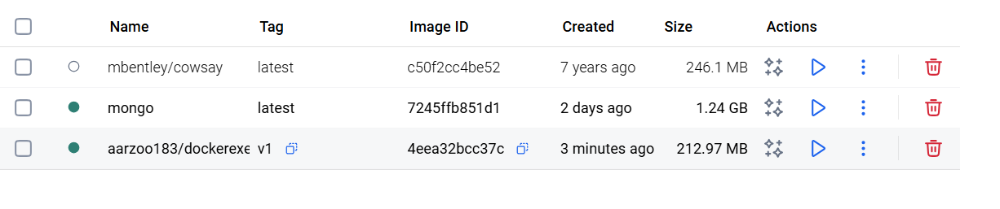 Name Tag Image ID Created Size Actions
mbentley/cowsay latest c50f2cc4be52 7 years ago 246.1 MB
mongo latest 7245ffb851d1 2 days ago 1.24 GB
aarzoo183/dockerexe v1 4eea32bcc37c 3 minutes ago 212.97 MB